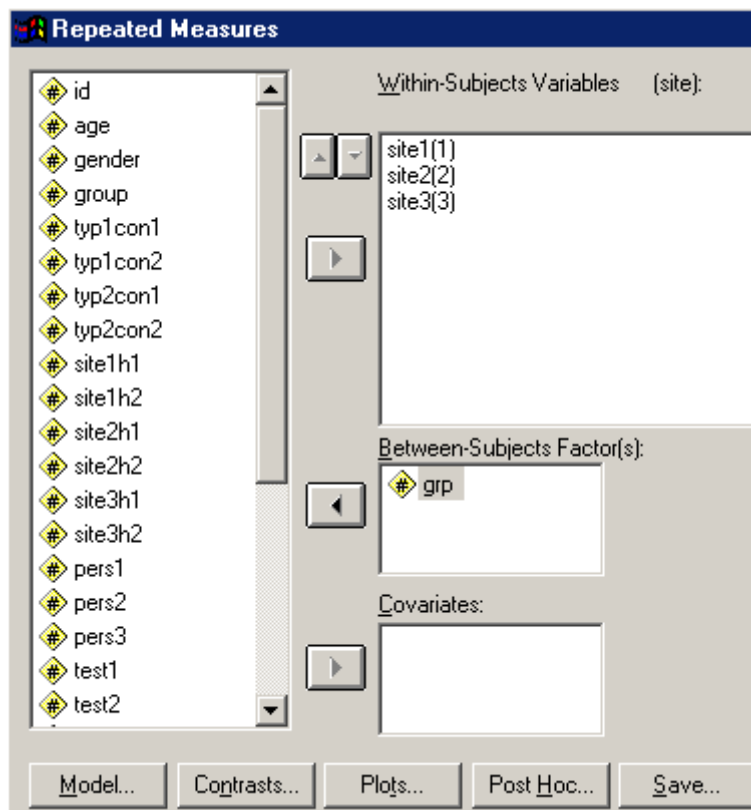 Repeated Measures
id
age
gender
group
typ1con1
typ1con2
typ2con1
typ2con2
site1h1
site1h2
site2h1
site2h2
site3h1
site3h2
pers1
pers2
pers3
test1
test2
Within-Subjects Variables (site):
site1(1)
site2(2)
site3(3)
Between-Subjects Factor(s):
grp
Covariates:
Model... Contrasts... Plots... Post Hoc... Save...